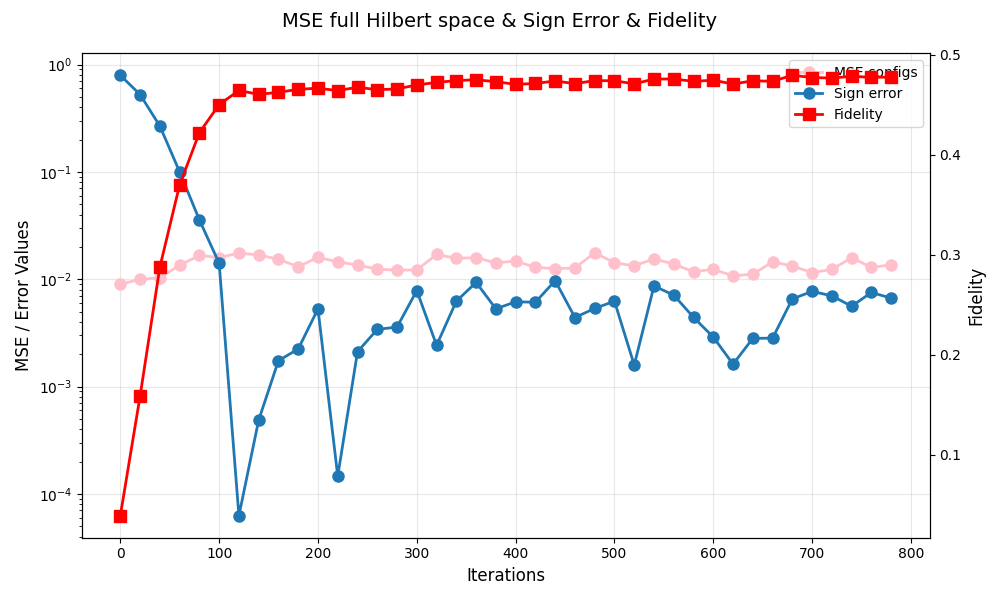 MSE full Hilbert space & Sign Error & Fidelity
10⁰
10⁻¹
10⁻²
10⁻³
10⁻⁴
MSE / Error Values
0
100
200
300
400
500
600
700
800
Iterations
0.5
0.4
0.3
0.2
0.1
Fidelity
MSE configs
Sign error
Fidelity